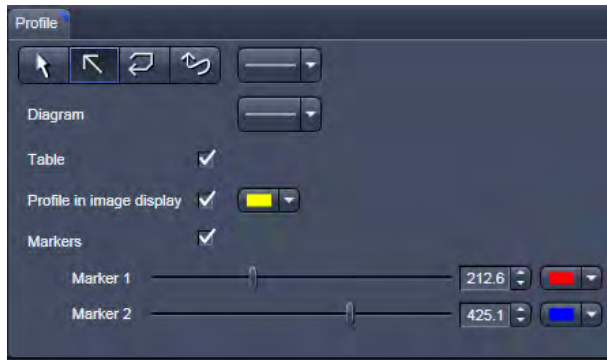 Profile
Diagram
Table
Profile in image display
Markers
Marker 1 212.6
Marker 2 425.1